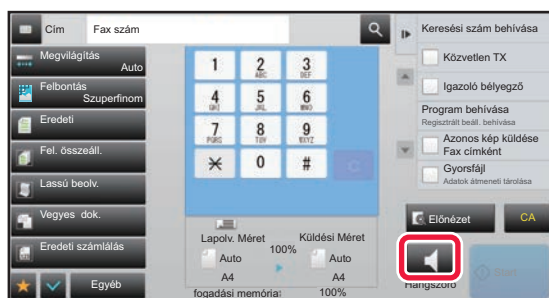 Cím
Fax szám
Megvilágítás
Auto
Felbontás
Szuperfinom
Eredeti
Fel. összeáll.
Lassú beolv.
Vegyes dok.
Eredeti számlálás
Egyéb
1
2
ABC
3
DEF
4
GHI
5
JKL
6
MNO
7
PQRS
8
TUV
9
WXYZ
0
#
C
Lapolv. Méret
100%
Küldési Méret
Auto
Auto
A4
A4
fogadási memória:
100%
Keresési szám behívása
Közvetlen TX
Igazoló bélyegző
Program behívása
Regisztrált beáll. behívása
Azonos kép küldése
Fax címként
Gyorsfájl
Adatok átmeneti tárolása
Előnézet
CA
Hangszóró
Start